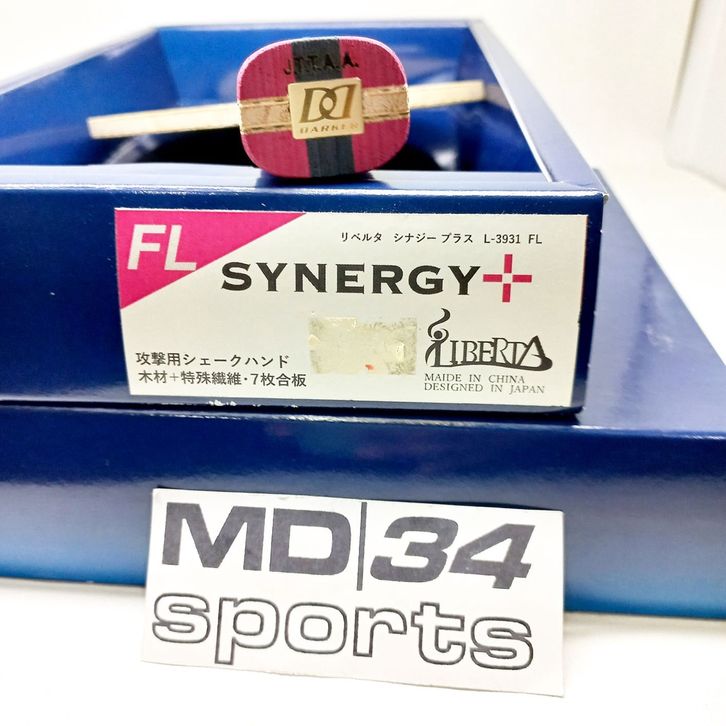 J.T.T.A.A.
DARKER
FL
リベルタ シナジー プラス L-3931 FL
SYNERGY+
攻撃用シェークハンド
木材+特殊繊維・7枚合板
LIBERTA
MAIDE IN CHINA
DESIGNED IN JAPAN
MD|34
sports